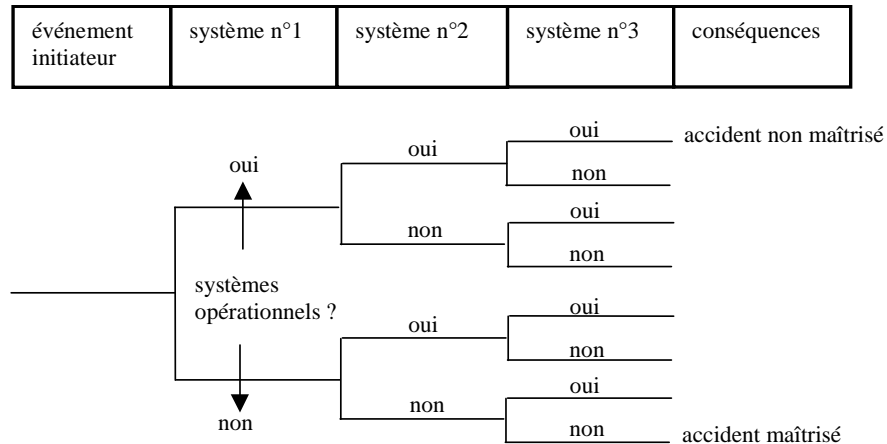 événement
initiateur
système n°1
système n°2
système n°3
conséquences
oui
accident non maîtrisé
oui
non
oui
oui
non
non
systèmes
opérationnels ?
oui
oui
non
oui
non
non
non
accident maîtrisé